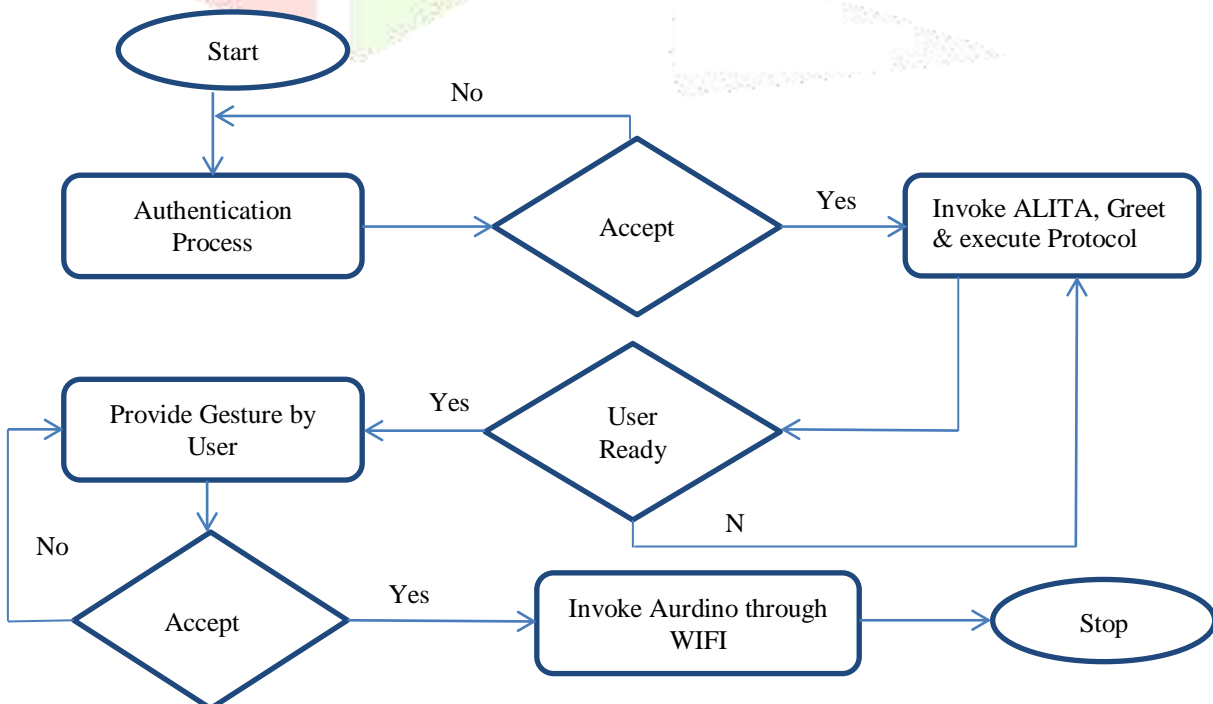 Start
No
Authentication
Process
Accept
Yes
Invoke ALITA, Greet
& execute Protocol
Provide Gesture by
User
Yes
User
Ready
N
No
Accept
Yes
Invoke Aurdino through
WIFI
Stop